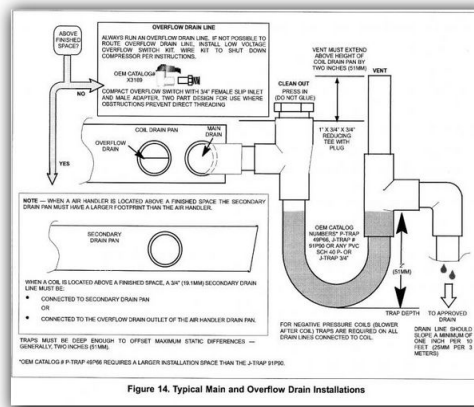 ABOVE
FINISHED
SPACE?
NO
YES
OVERFLOW DRAIN LINE
ALWAYS RUN AN OVERFLOW DRAIN LINE. IF NOT POSSIBLE TO
ROUTE OVERFLOW DRAIN LINE, INSTALL LOW VOLTAGE
OVERFLOW SWITCH KIT. WIRE KIT TO SHUT DOWN
COMPRESSOR PER INSTRUCTIONS.
OEM CATALOG#
X3169
COMPACT OVERFLOW SWITCH WITH 3/4" FEMALE SLIP INLET
AND MALE ADAPTER, TWO PART DESIGN FOR USE WHERE
OBSTRUCTIONS PREVENT DIRECT THREADING
VENT MUST EXTEND
ABOVE HEIGHT OF
COIL DRAIN PAN BY
TWO INCHES (51MM)
VENT
CLEAN OUT
PRESS IN
(DO NOT GLUE)
COIL DRAIN PAN
MAIN
DRAIN
OVERFLOW
DRAIN
1" X 3/4" X 3/4"
REDUCING
TEE WITH
PLUG
NOTE — WHEN A AIR HANDLER IS LOCATED ABOVE A FINISHED SPACE THE SECONDARY
DRAIN PAN MUST HAVE A LARGER FOOTPRINT THAN THE AIR HANDLER.
SECONDARY
DRAIN PAN
WHEN A COIL IS LOCATED ABOVE A FINISHED SPACE, A 3/4" (19.1MM) SECONDARY DRAIN
LINE MUST BE:
• CONNECTED TO SECONDARY DRAIN PAN
OR
• CONNECTED TO THE OVERFLOW DRAIN OUTLET OF THE AIR HANDLER DRAIN PAN.
TRAPS MUST BE DEEP ENOUGH TO OFFSET MAXIMUM STATIC DIFFERENCES —
GENERALLY, TWO INCHES (51MM).
OEM CATALOG
NUMBERS* P-TRAP
49P66, J-TRAP #
91P90 OR ANY PVC
SCH 40 P- OR
J-TRAP 3/4"
2"
(51MM)
TRAP DEPTH
TO APPROVED
DRAIN
FOR NEGATIVE PRESSURE COILS (BLOWER
AFTER COIL) TRAPS ARE REQUIRED ON ALL
DRAIN LINES CONNECTED TO COIL.
DRAIN LINE SHOULD
SLOPE A MINIMUM OF
ONE INCH PER 10
FEET (25MM PER 3
METERS)
*OEM CATALOG # P-TRAP 49P66 REQUIRES A LARGER INSTALLATION SPACE THAN THE J-TRAP 91P90.
Figure 14. Typical Main and Overflow Drain Installations